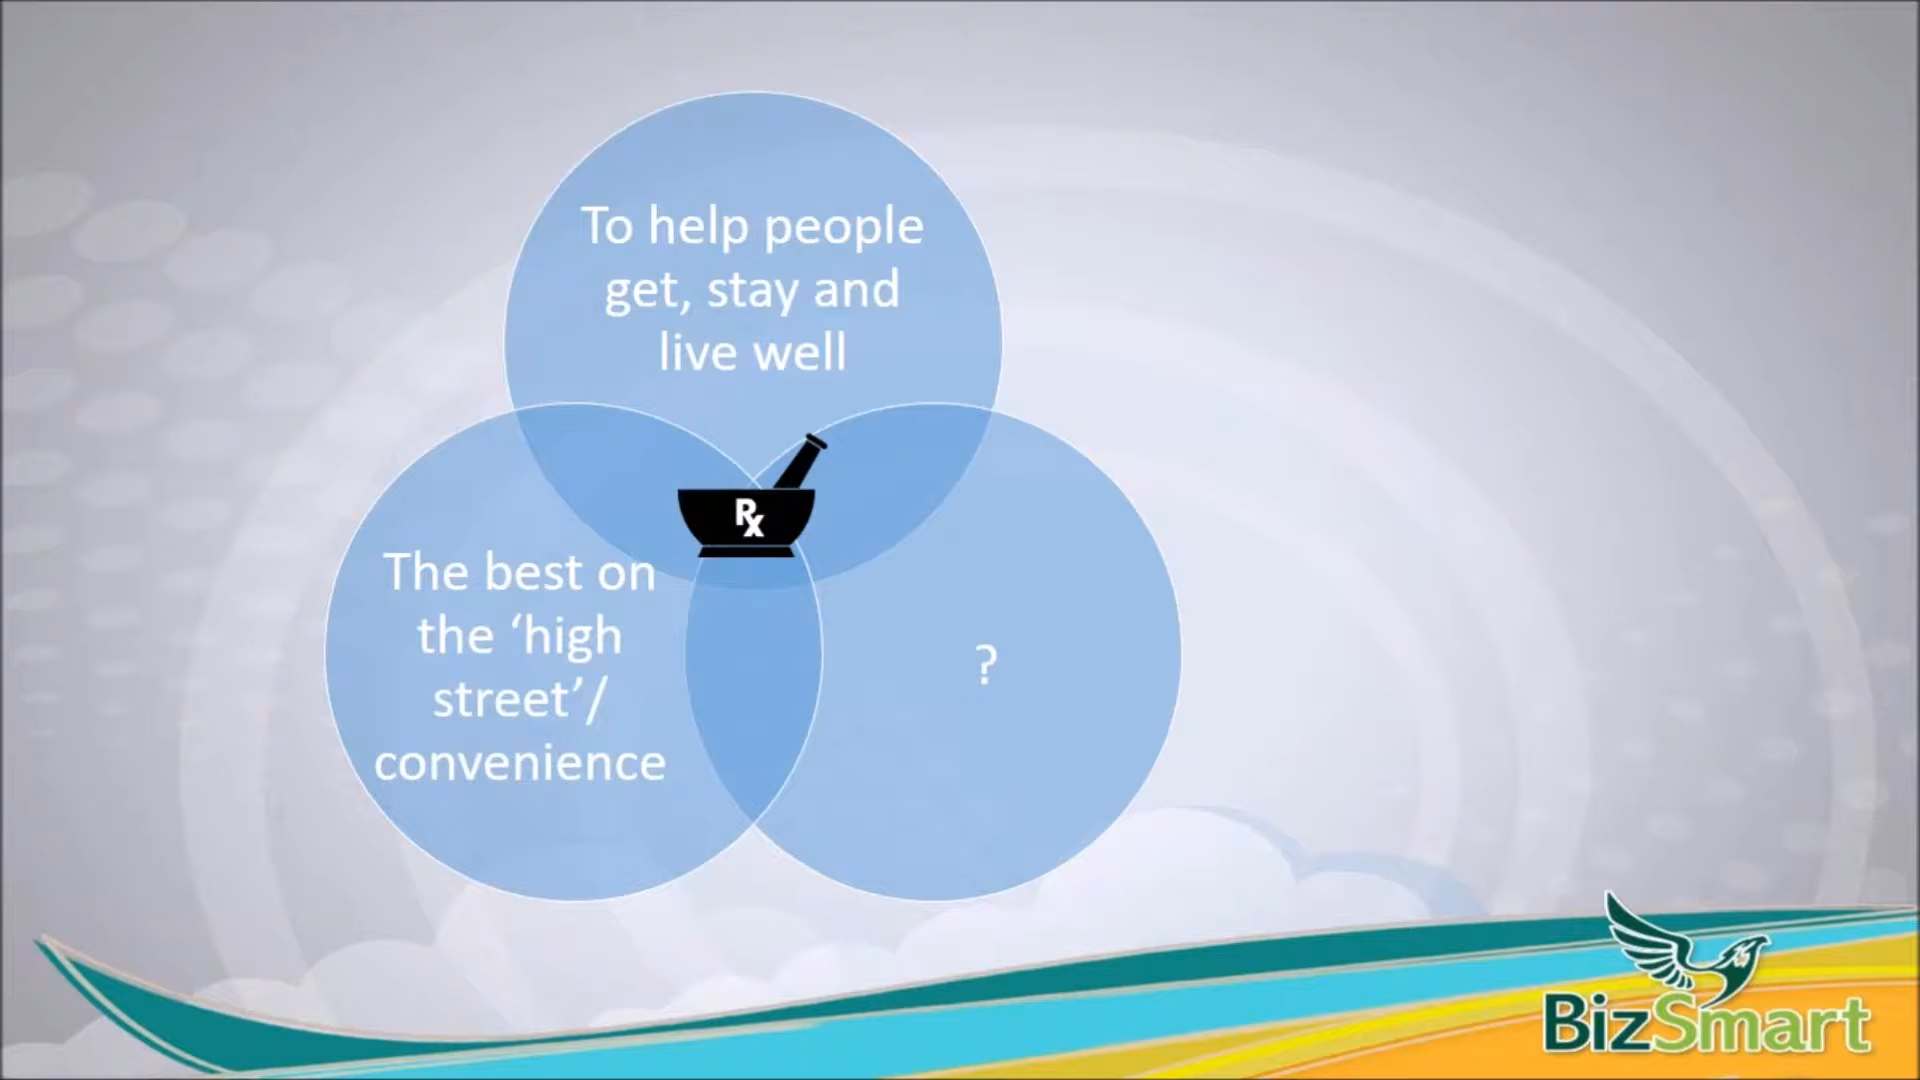 To help people
get, stay and
live well
Rx
The best on
the ‘high
street’/
convenience
?
BizSmart